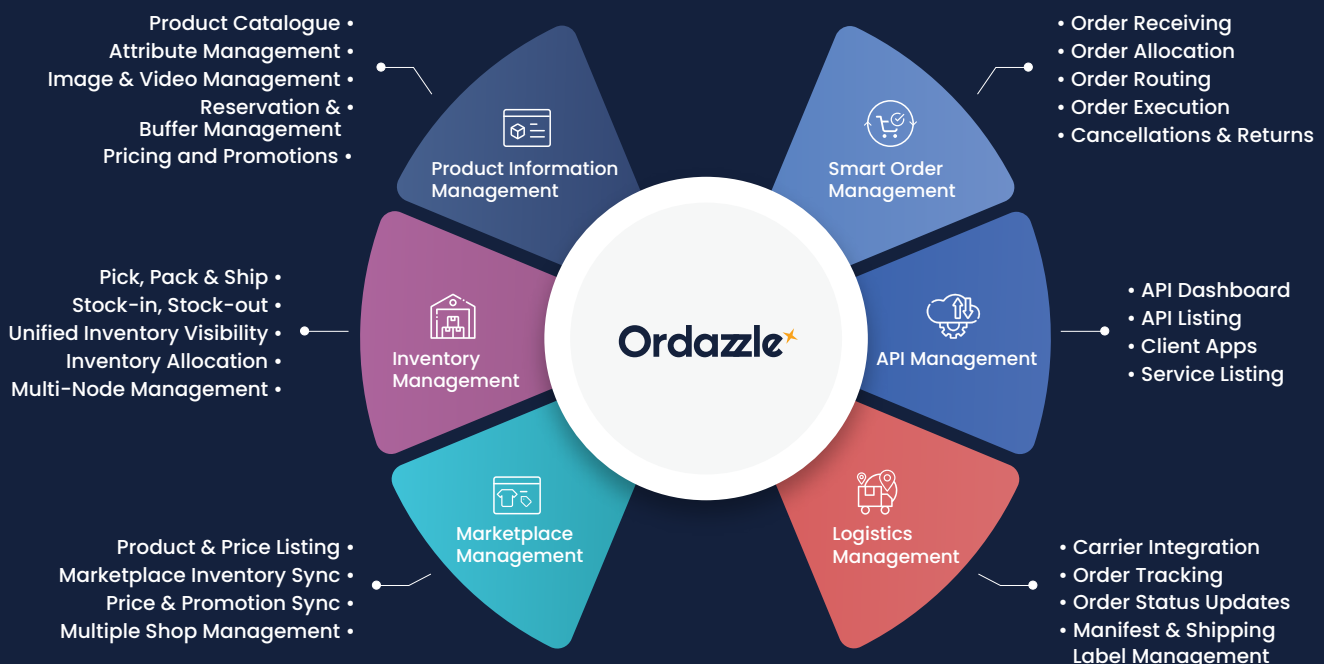 Product Catalogue •
Attribute Management •
Image & Video Management •
Reservation & •
Buffer Management
Pricing and Promotions •
Product Information
Management
Smart Order
Management
• Order Receiving
• Order Allocation
• Order Routing
• Order Execution
• Cancellations & Returns
Pick, Pack & Ship •
Stock-in, Stock-out •
Unified Inventory Visibility •
Inventory Allocation •
Multi-Node Management •
Inventory
Management
Ordazzle
API Management
• API Dashboard
• API Listing
• Client Apps
• Service Listing
Product & Price Listing •
Marketplace Inventory Sync •
Price & Promotion Sync •
Multiple Shop Management •
Marketplace
Management
Logistics
Management
• Carrier Integration
• Order Tracking
• Order Status Updates
• Manifest & Shipping
Label Management